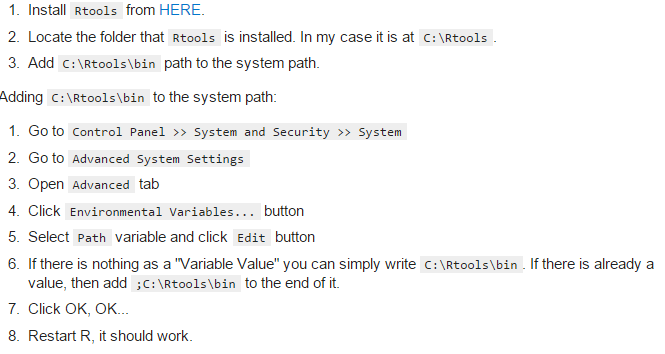 1. Install Rtools from HERE.
2. Locate the folder that Rtools is installed. In my case it is at C:\Rtools.
3. Add C:\Rtools\bin path to the system path.
Adding C:\Rtools\bin to the system path:
1. Go to Control Panel >> System and Security >> System
2. Go to Advanced System Settings
3. Open Advanced tab
4. Click Environmental Variables... button
5. Select Path variable and click Edit button
6. If there is nothing as a "Variable Value" you can simply write C:\Rtools\bin. If there is already a
value, then add ;C:\Rtools\bin to the end of it.
7. Click OK, OK...
8. Restart R, it should work.